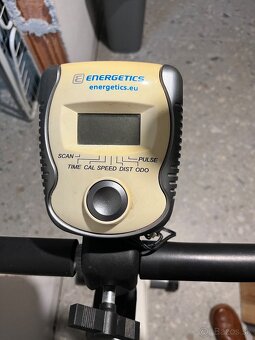 E ENERGETICS
energetics.eu
SCAN PULSE
TIME CAL SPEED DIST ODO